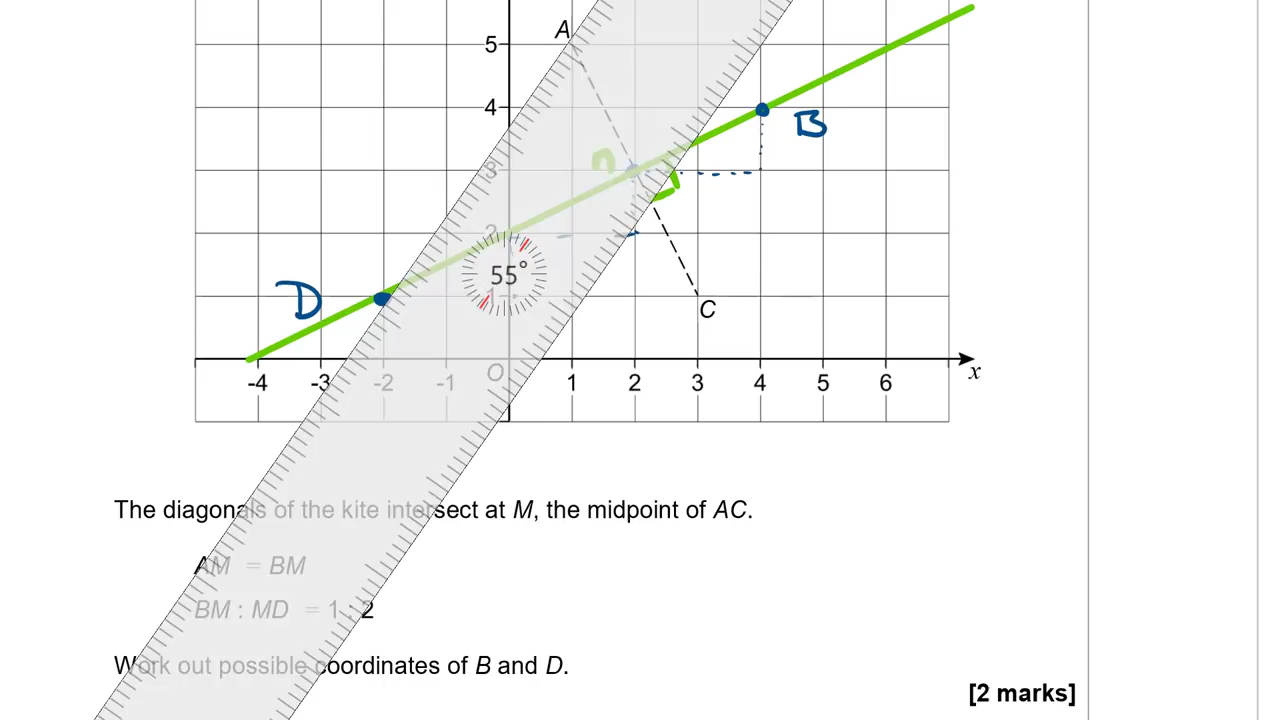 A
5
4
B
3
2
55°
1
D
C
O
-4 -3 -2 -1 1 2 3 4 5 6 x
The diagonals of the kite intersect at M, the midpoint of AC.
AM = BM
BM : MD = 1 : 2
Work out possible coordinates of B and D.
[2 marks]